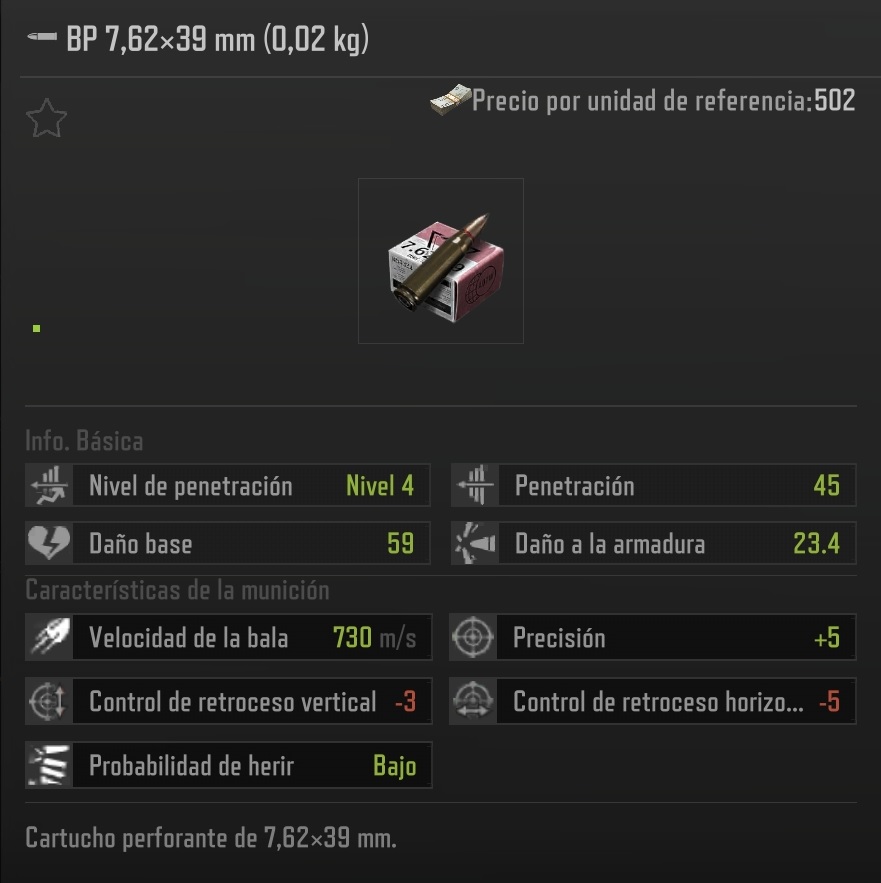 BP 7,62×39 mm (0,02 kg)
Precio por unidad de referencia:502
Info. Básica
Nivel de penetración Nivel 4
Penetración 45
Daño base 59
Daño a la armadura 23.4
Características de la munición
Velocidad de la bala 730 m/s
Precisión +5
Control de retroceso vertical -3
Control de retroceso horizo... -5
Probabilidad de herir Bajo
Cartucho perforante de 7,62×39 mm.